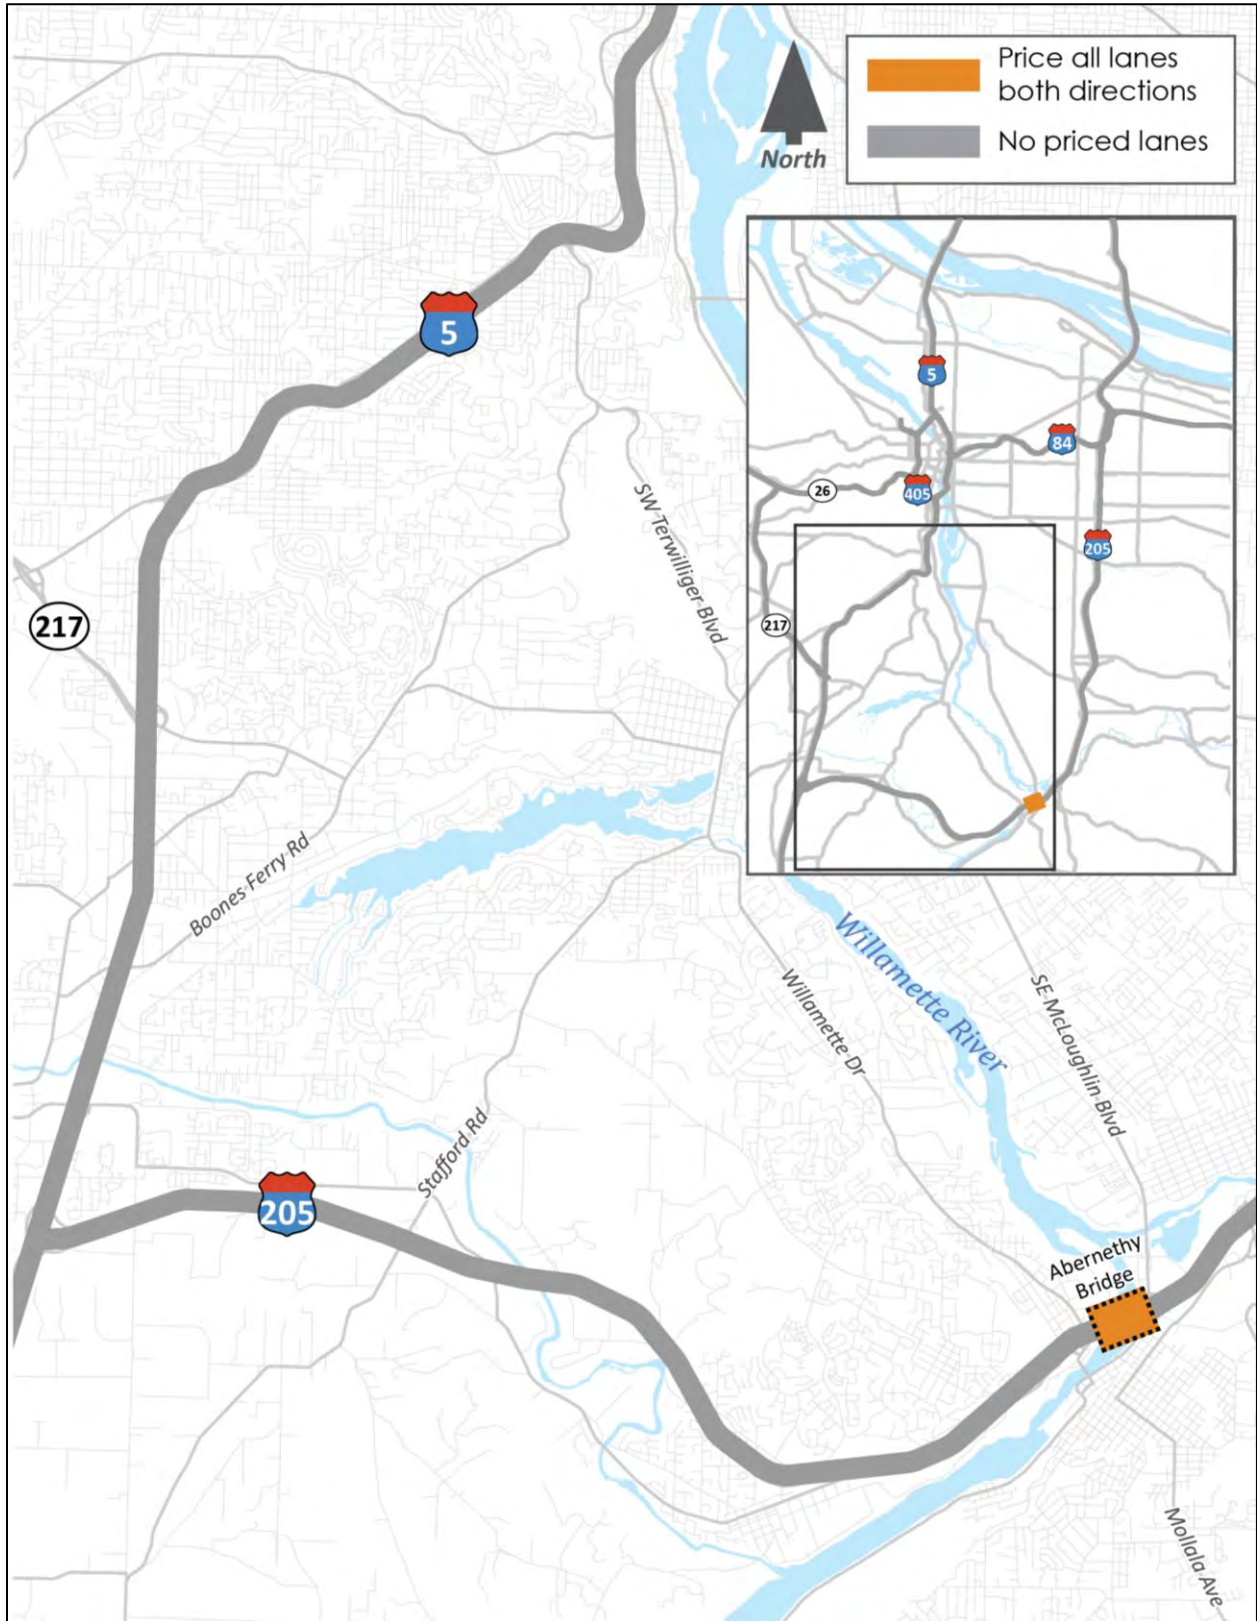 Price all lanes
both directions
No priced lanes
North
5
5
84
26
405
205
217
SW Terwilliger Blvd
217
Boones Ferry Rd
Willamette River
Willamette Dr
SE McLoughlin Blvd
Stafford Rd
205
Abernethy
Bridge
Mollala Ave